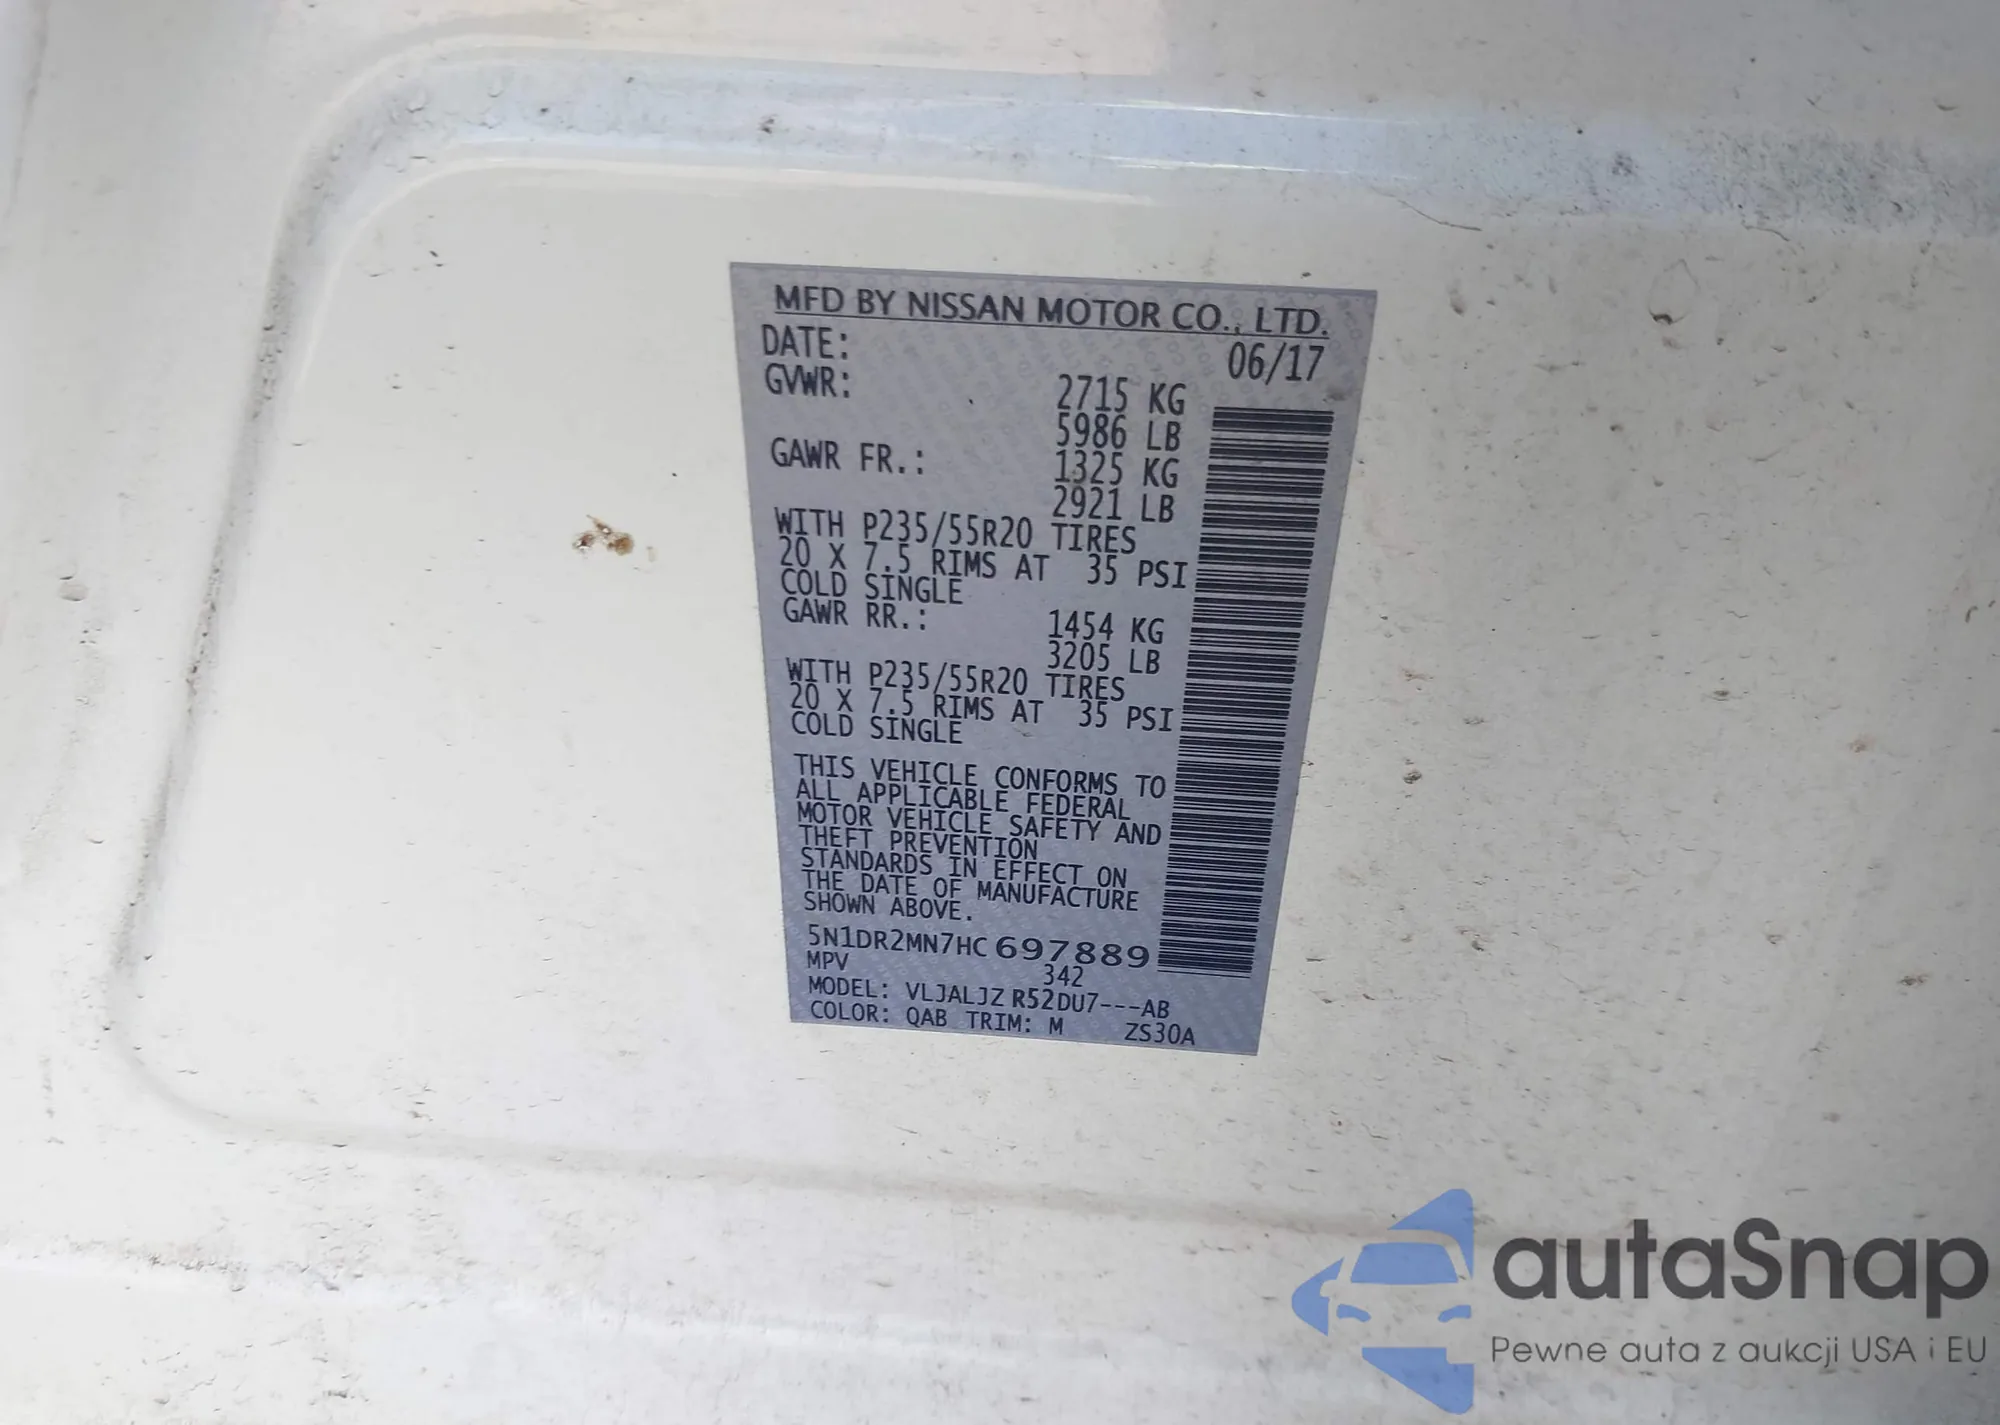 MFD BY NISSAN MOTOR CO., LTD.
DATE: 06/17
GVWR: 2715 KG
5986 LB
GAWR FR.: 1325 KG
2921 LB
WITH P235/55R20 TIRES
20 X 7.5 RIMS AT 35 PSI
COLD SINGLE
GAWR RR.: 1454 KG
3205 LB
WITH P235/55R20 TIRES
20 X 7.5 RIMS AT 35 PSI
COLD SINGLE
THIS VEHICLE CONFORMS TO
ALL APPLICABLE FEDERAL
MOTOR VEHICLE SAFETY AND
THEFT PREVENTION
STANDARDS IN EFFECT ON
THE DATE OF MANUFACTURE
SHOWN ABOVE.
5N1DR2MN7HC697889
MPV 342
MODEL: VLJALJZ R52DU7---AB
COLOR: QAB TRIM: M ZS30A
autaSnap
Pewne auta z aukcji USA i EU